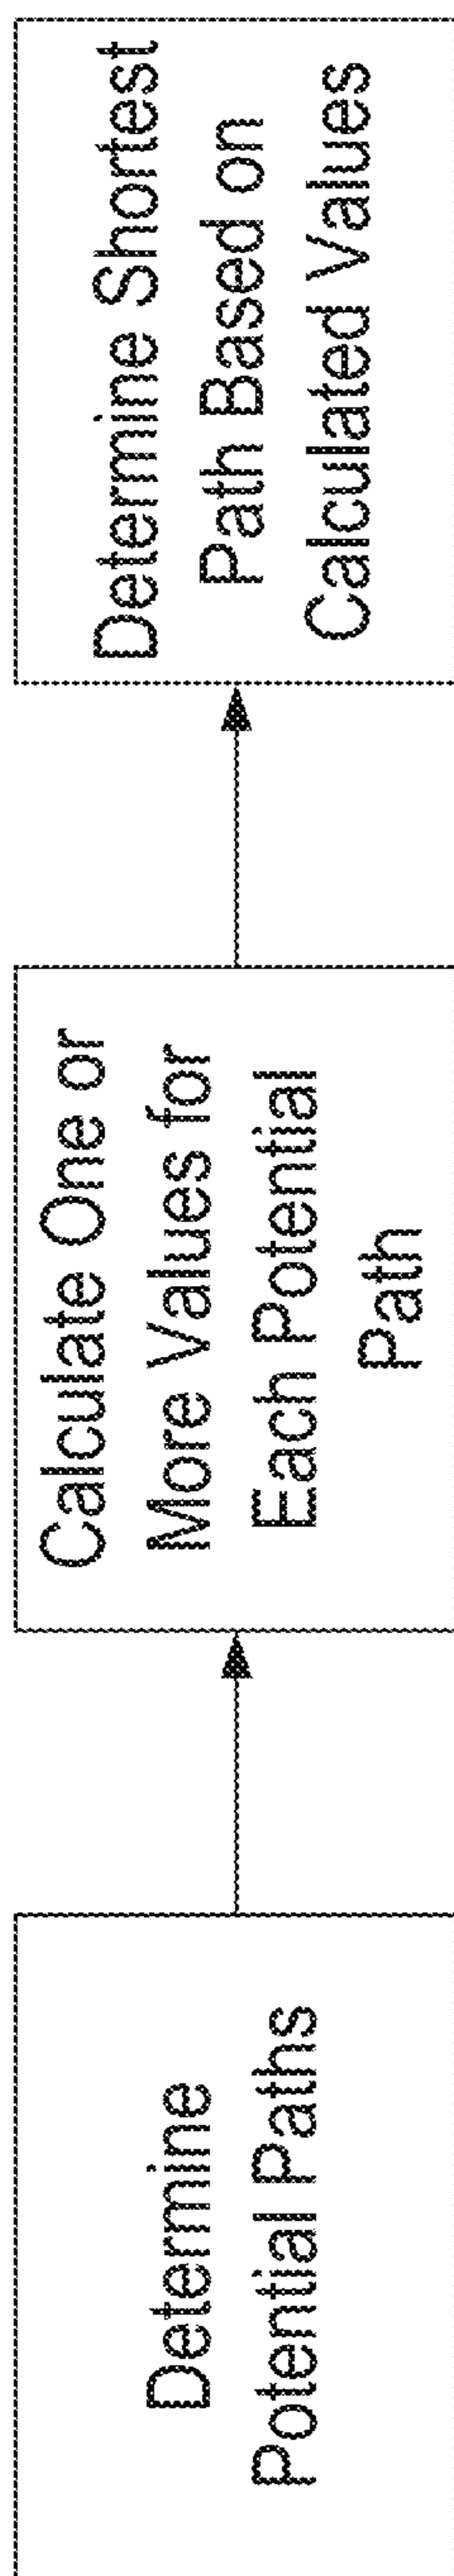 Determine
Potential Paths
Calculate One or
More Values for
Each Potential
Path
Determine Shortest
Path Based on
Calculated Values